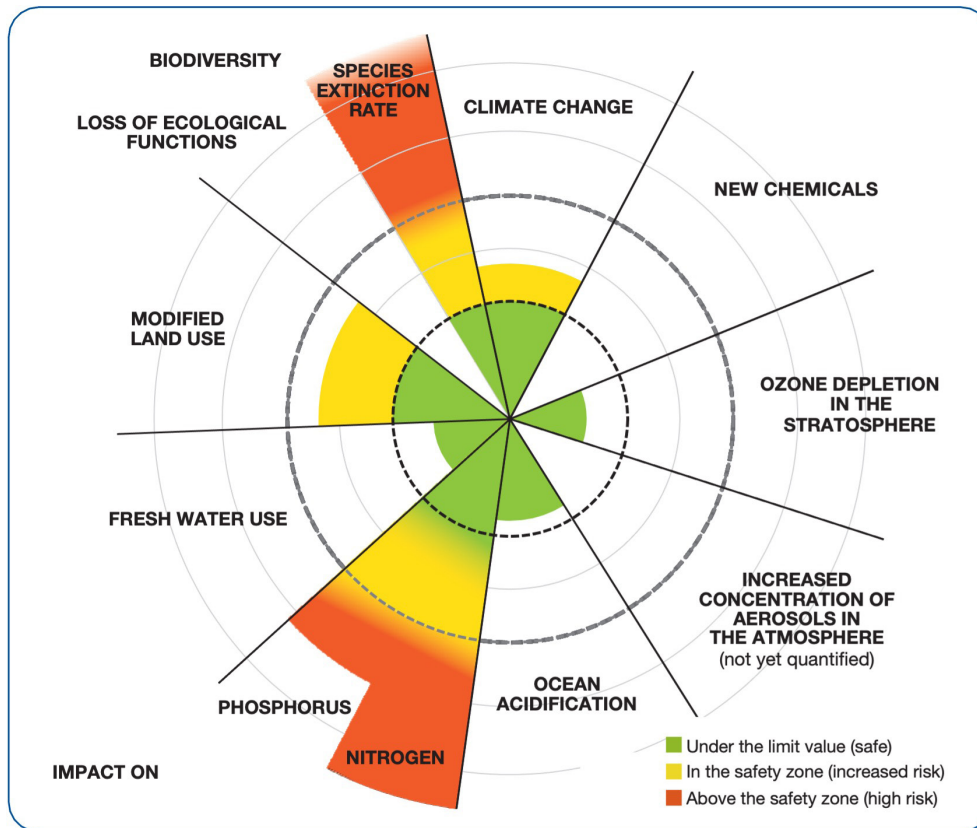 BIODIVERSITY
SPECIES
EXTINCTION
RATE
CLIMATE CHANGE
LOSS OF ECOLOGICAL
FUNCTIONS
NEW CHEMICALS
MODIFIED
LAND USE
OZONE DEPLETION
IN THE
STRATOSPHERE
FRESH WATER USE
INCREASED
CONCENTRATION OF
AEROSOLS IN
THE ATMOSPHERE
(not yet quantified)
OCEAN
ACIDIFICATION
PHOSPHORUS
NITROGEN
IMPACT ON
Under the limit value (safe)
In the safety zone (increased risk)
Above the safety zone (high risk)